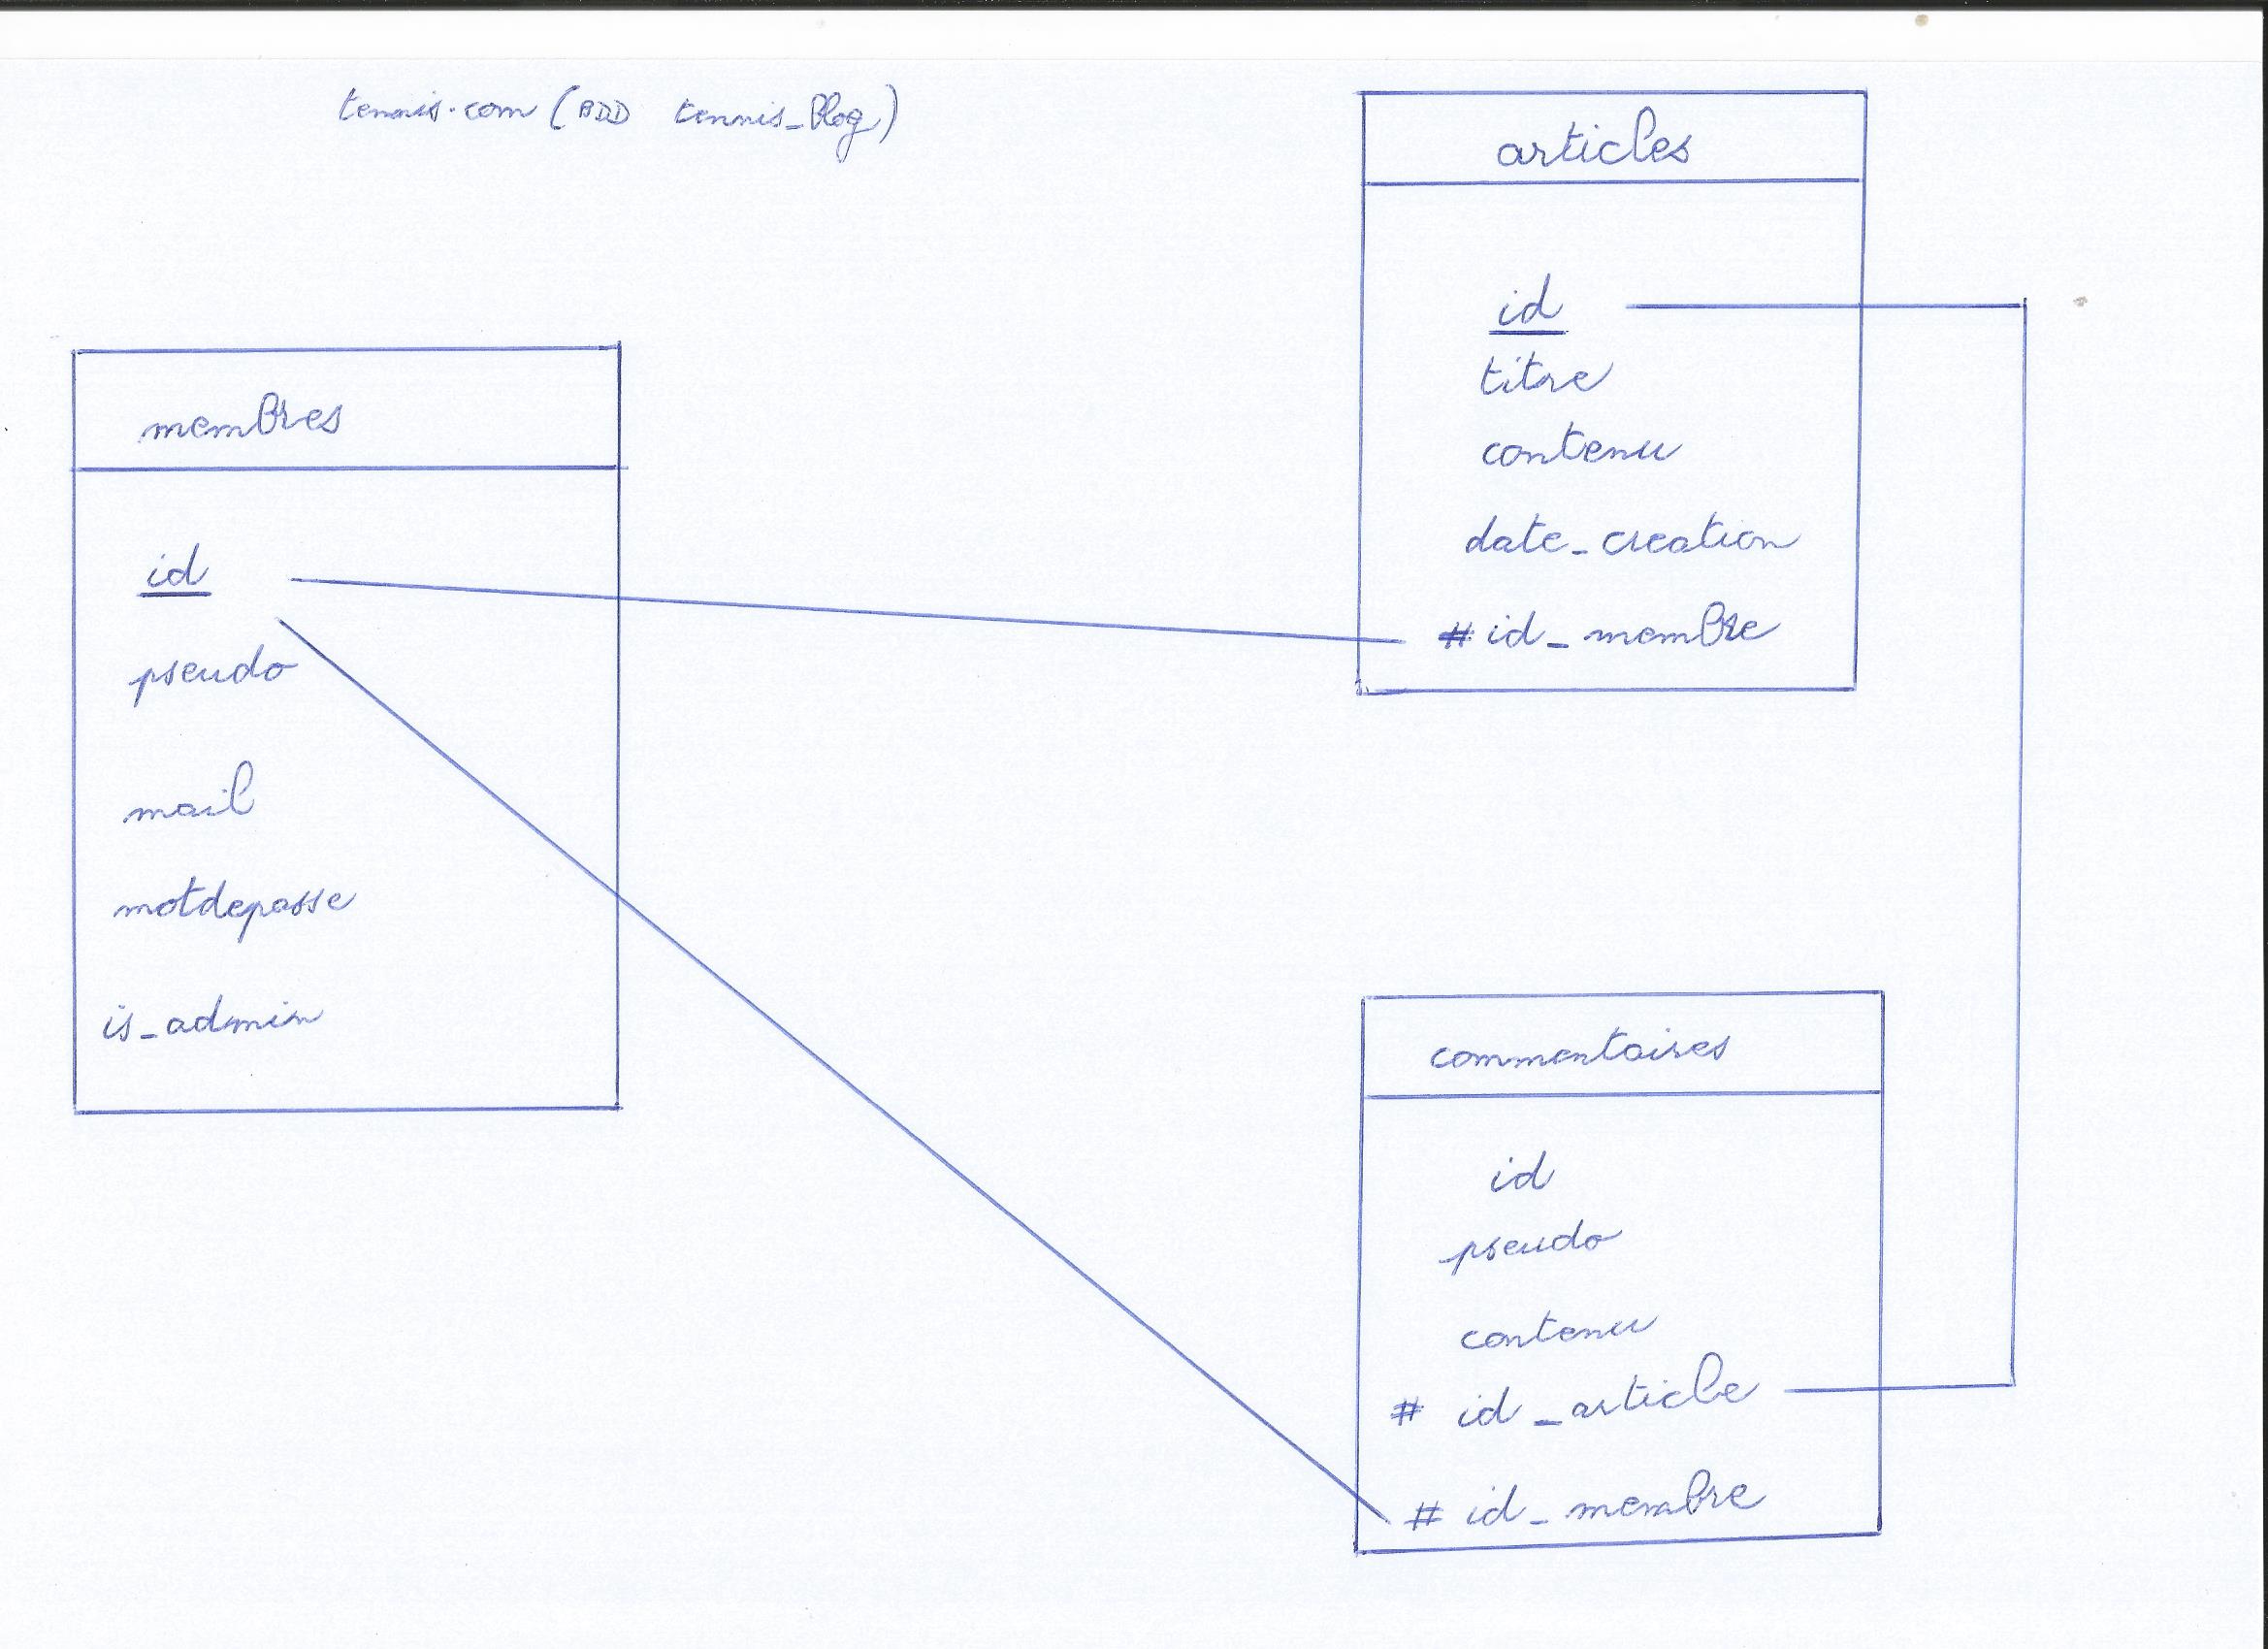 tennis.com (BDD tennis_blog)
membres
id
pseudo
mail
motdepasse
is_admin
articles
id
titre
contenu
date_creation
# id_membre
commentaires
id
pseudo
contenu
# id_article
# id_membre